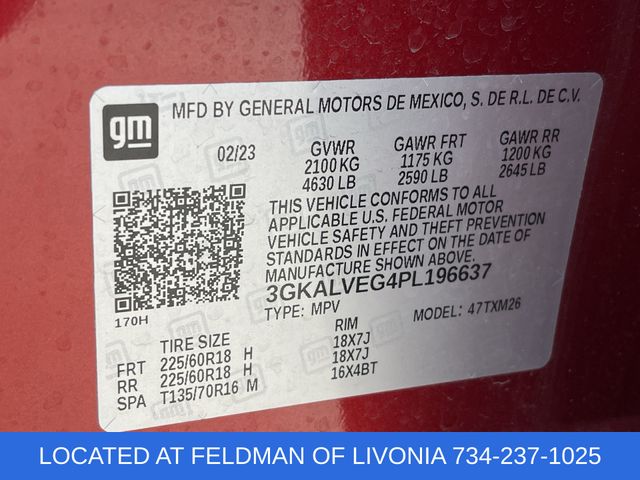 gm
MFD BY GENERAL MOTORS DE MEXICO, S. DE R.L. DE C.V.
02/23 GVWR GAWR FRT GAWR RR
2100 KG 1175 KG 1200 KG
4630 LB 2590 LB 2645 LB
THIS VEHICLE CONFORMS TO ALL
APPLICABLE U.S. FEDERAL MOTOR
VEHICLE SAFETY AND THEFT PREVENTION
STANDARDS IN EFFECT ON THE DATE OF
MANUFACTURE SHOWN ABOVE.
3GKALVEG4PL196637
TYPE: MPV MODEL: 47TXM26
170H
TIRE SIZE RIM
FRT 225/60R18 H 18X7J
RR 225/60R18 H 18X7J
SPA T135/70R16 M 16X4BT
LOCATED AT FELDMAN OF LIVONIA 734-237-1025